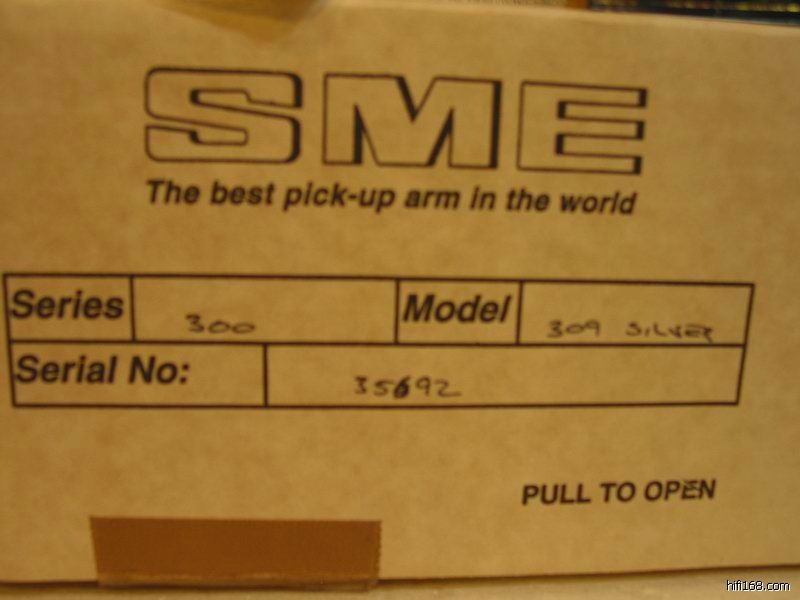 SME
The best pick-up arm in the world
Series 300 Model 309 SILVER
Serial No: 35692
PULL TO OPEN
hifi168.com